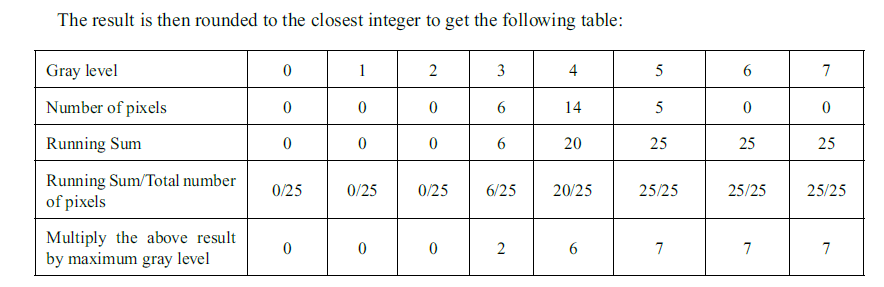 The result is then rounded to the closest integer to get the following table:
Gray level 0 1 2 3 4 5 6 7
Number of pixels 0 0 0 6 14 5 0 0
Running Sum 0 0 0 6 20 25 25 25
Running Sum/Total number
of pixels 0/25 0/25 0/25 6/25 20/25 25/25 25/25 25/25
Multiply the above result
by maximum gray level 0 0 0 2 6 7 7 7